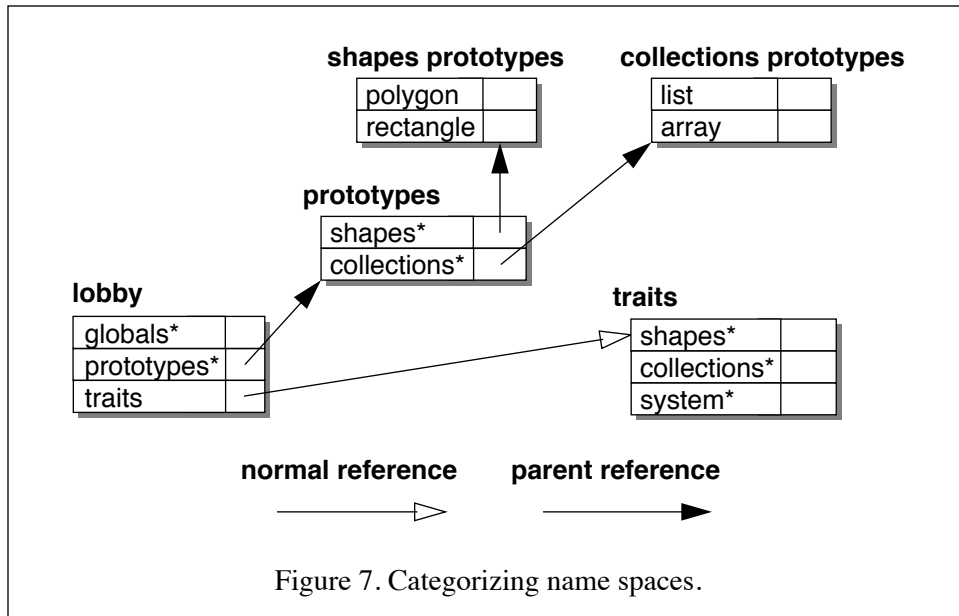 shapes prototypes
polygon
rectangle
collections prototypes
list
array
prototypes
shapes*
collections*
lobby
globals*
prototypes*
traits
traits
shapes*
collections*
system*
normal reference
parent reference
Figure 7. Categorizing name spaces.